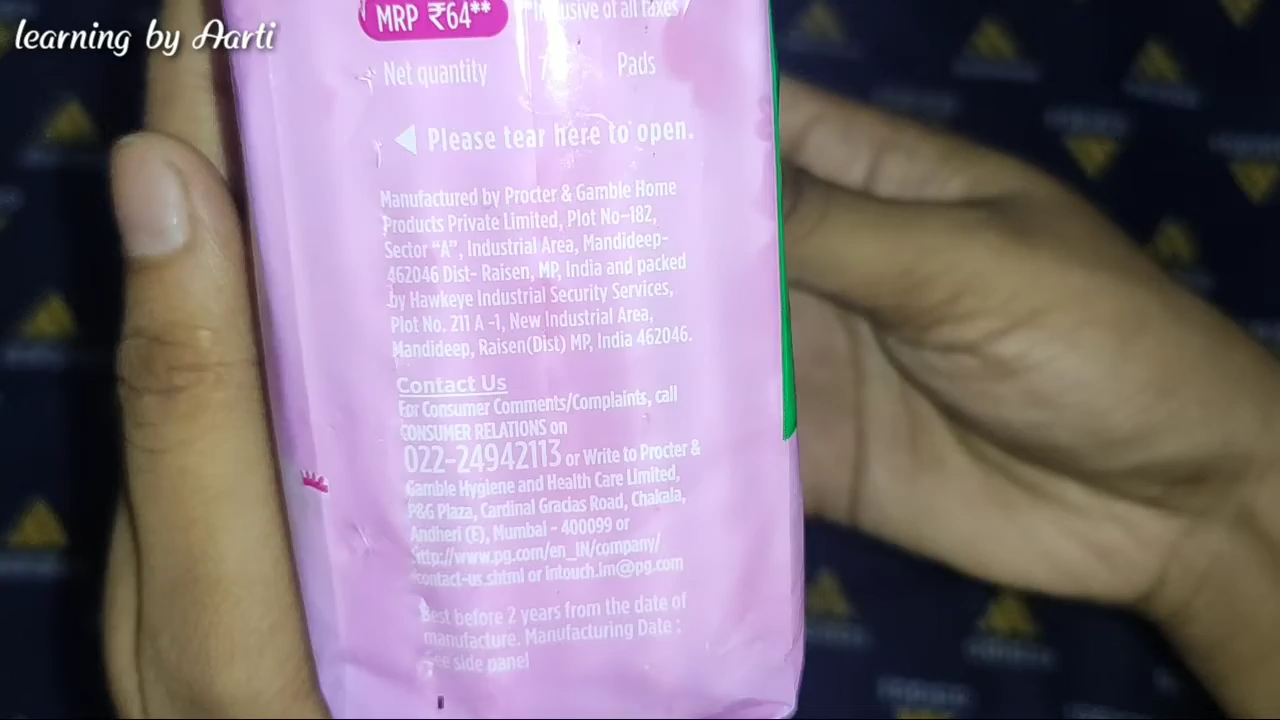 learning by Aarti
MRP ₹64** *Inclusive of all taxes
Net quantity 7 Pads
Please tear here to open.
Manufactured by Procter & Gamble Home
Products Private Limited, Plot No-182,
Sector "A", Industrial Area, Mandideep-
462046 Dist- Raisen, MP, India and packed
by Hawkeye Industrial Security Services,
Plot No. 211 A -1, New Industrial Area,
Mandideep, Raisen(Dist) MP, India 462046.
Contact Us
For Consumer Comments/Complaints, call
CONSUMER RELATIONS on
022-24942113 or Write to Procter &
Gamble Hygiene and Health Care Limited,
P&G Plaza, Cardinal Gracias Road, Chakala,
Andheri (E), Mumbai - 400099 or
http://www.pg.com/en_IN/company/
contact-us.shtml or intouch.im@pg.com
Best before 2 years from the date of
manufacture. Manufacturing Date :
See side panel